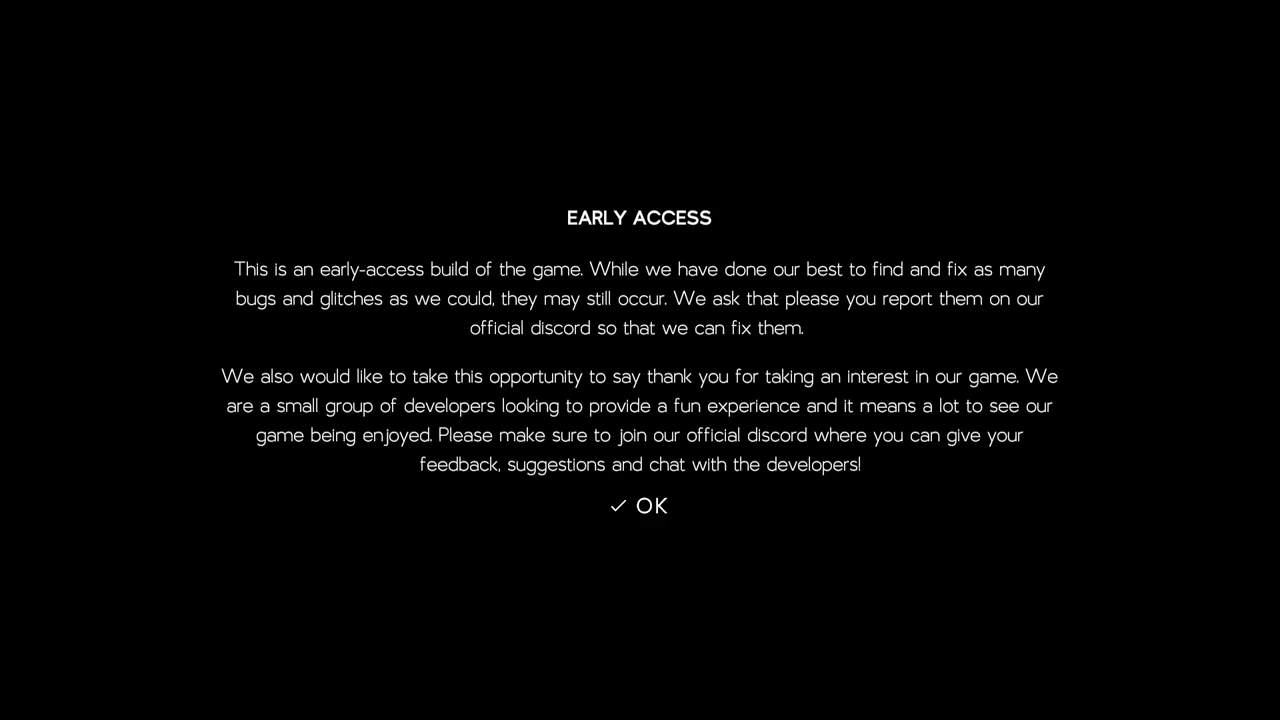 EARLY ACCESS
This is an early-access build of the game. While we have done our best to find and fix as many
bugs and glitches as we could, they may still occur. We ask that please you report them on our
official discord so that we can fix them.
We also would like to take this opportunity to say thank you for taking an interest in our game. We
are a small group of developers looking to provide a fun experience and it means a lot to see our
game being enjoyed. Please make sure to join our official discord where you can give your
feedback, suggestions and chat with the developers!
✓ OK